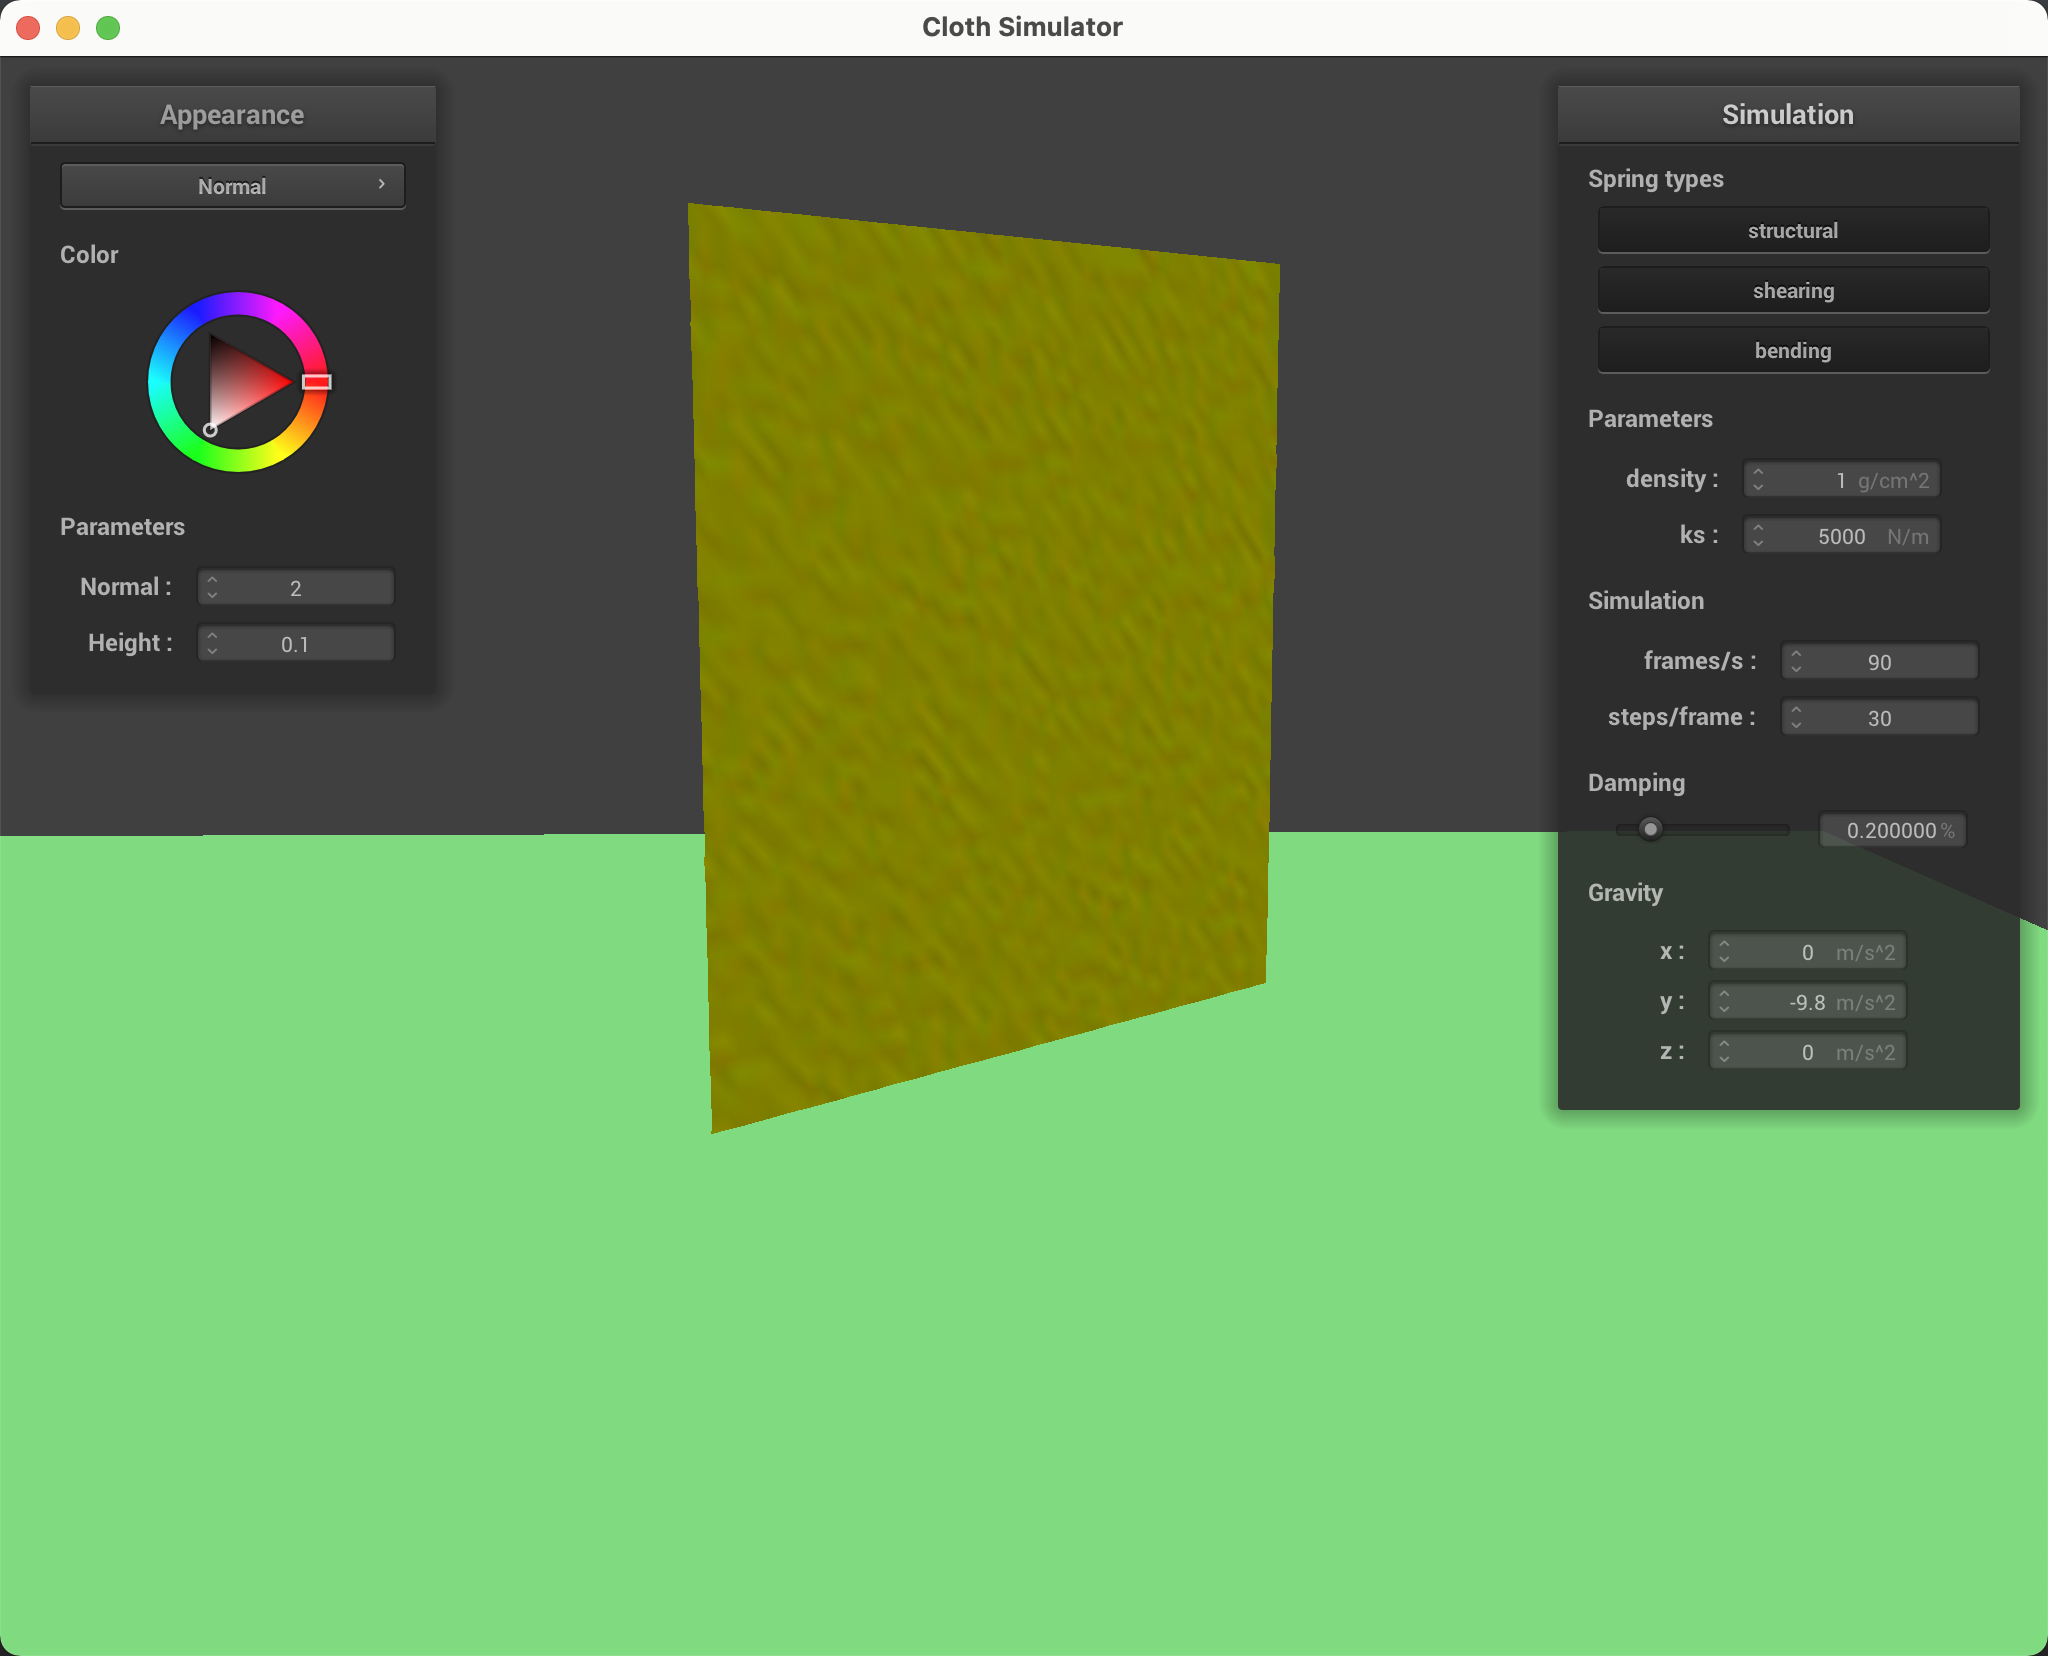 Cloth Simulator
Appearance
Normal
Color
Parameters
Normal : 2
Height : 0.1
Simulation
Spring types
structural
shearing
bending
Parameters
density : 1 g/cm^2
ks : 5000 N/m
Simulation
frames/s : 90
steps/frame : 30
Damping
0.200000 %
Gravity
x : 0 m/s^2
y : -9.8 m/s^2
z : 0 m/s^2